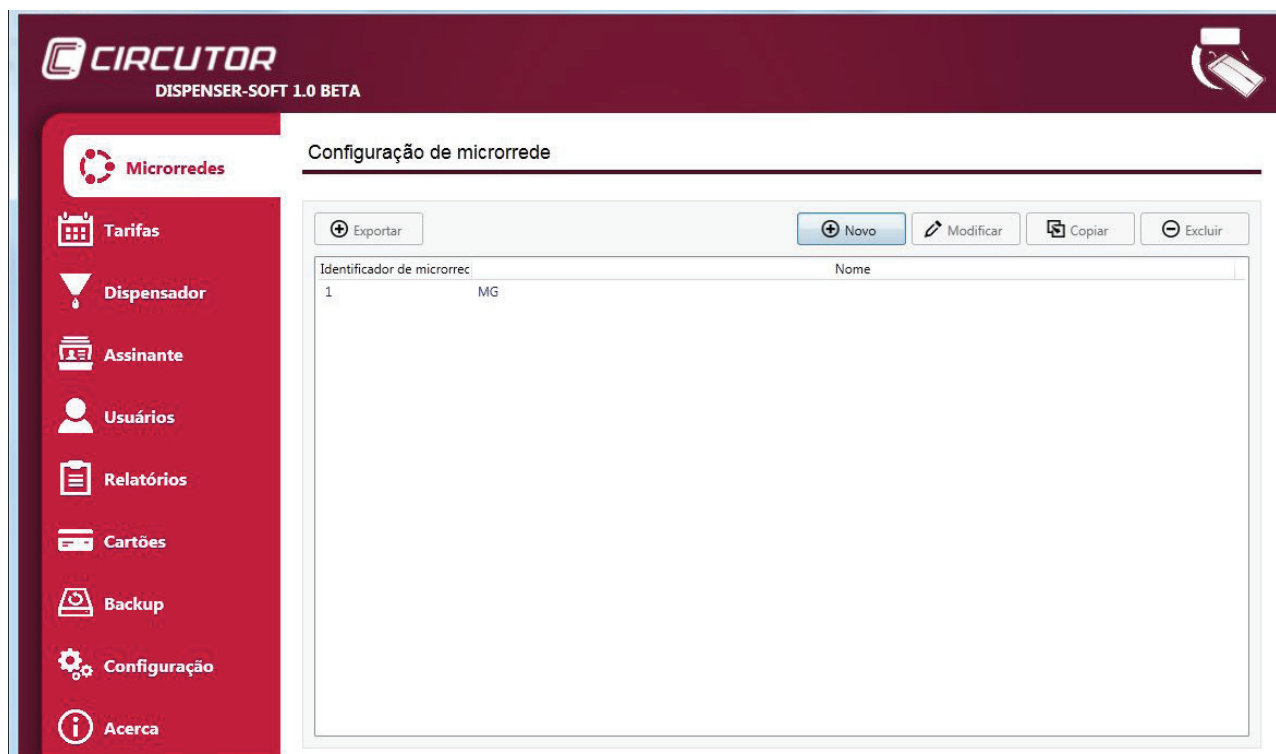 CIRCUTOR
DISPENSER-SOFT 1.0 BETA
Microrredes
Tarifas
Dispensador
Assinante
Usuários
Relatórios
Cartões
Backup
Configuração
Acerca
Configuração de microrrede
Exportar
Novo
Modificar
Copiar
Excluir
Identificador de microrrec Nome
1 MG